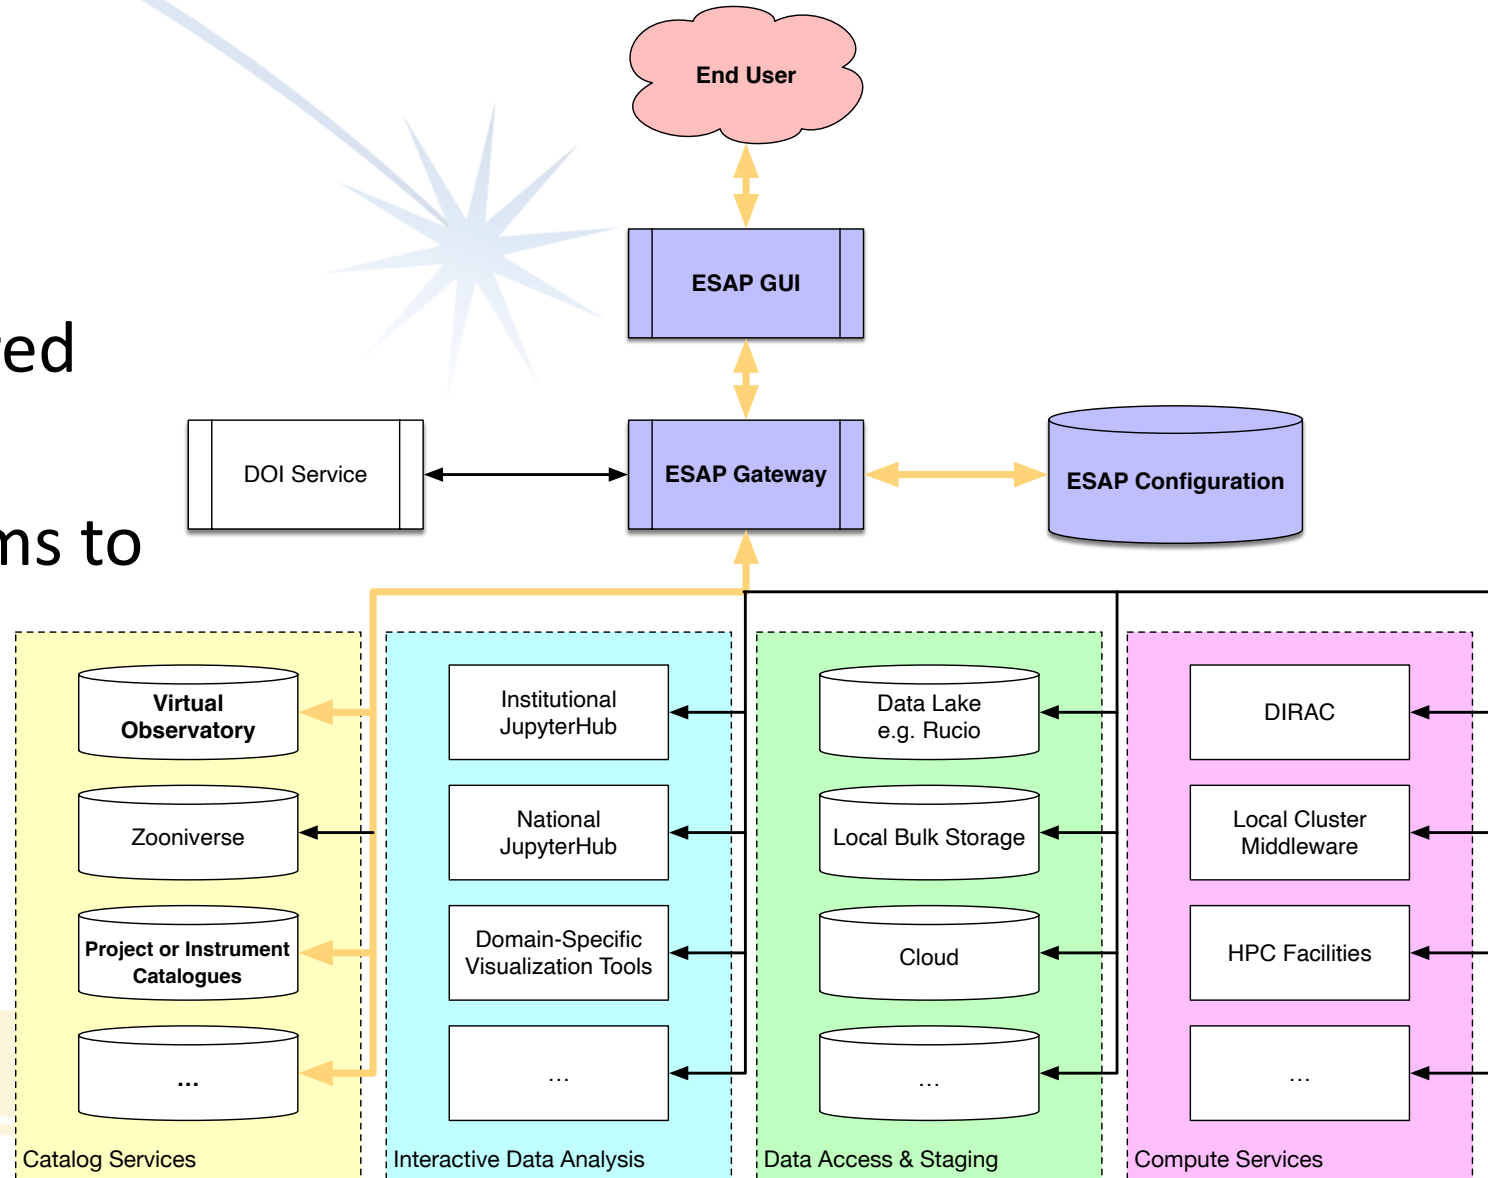 End User
ESAP GUI
ed
DOI Service
ESAP Gateway
ESAP Configuration
ms to
Virtual
Observatory
Zooniverse
Project or Instrument
Catalogues
...
Catalog Services
Institutional
JupyterHub
National
JupyterHub
Domain-Specific
Visualization Tools
...
Interactive Data Analysis
Data Lake
e.g. Rucio
Local Bulk Storage
Cloud
...
Data Access & Staging
DIRAC
Local Cluster
Middleware
HPC Facilities
...
Compute Services